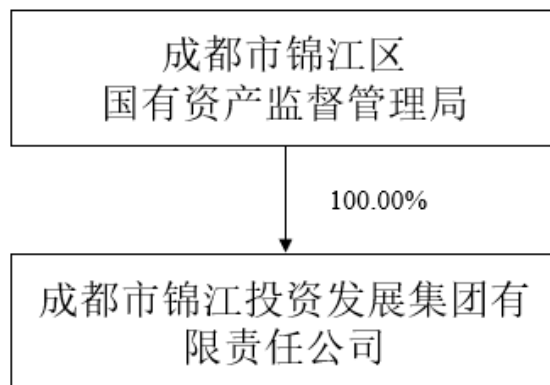 成都市锦江区
国有资产监督管理局
100.00%
成都市锦江投资发展集团有
限责任公司